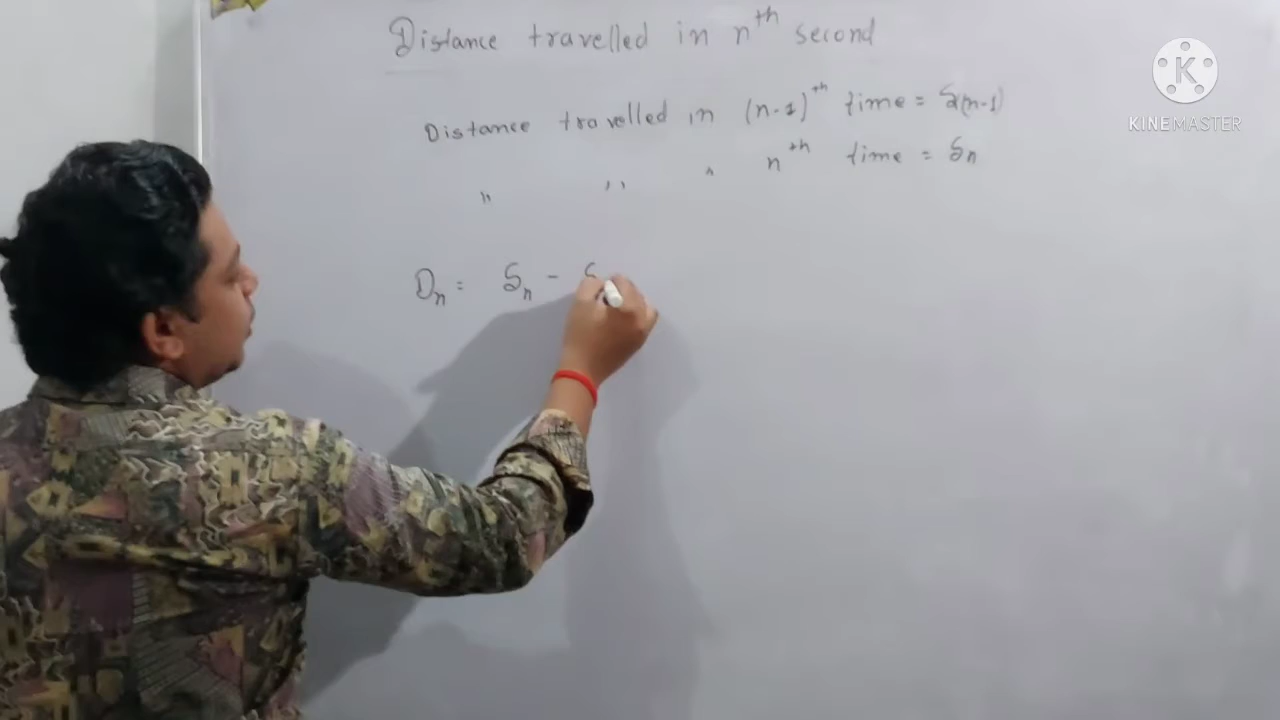 Distance travelled in nth second
Distance travelled in (n-1)th time = S(n-1)
" " " nth time = Sn
Dn = Sn - S
K
KINEMASTER